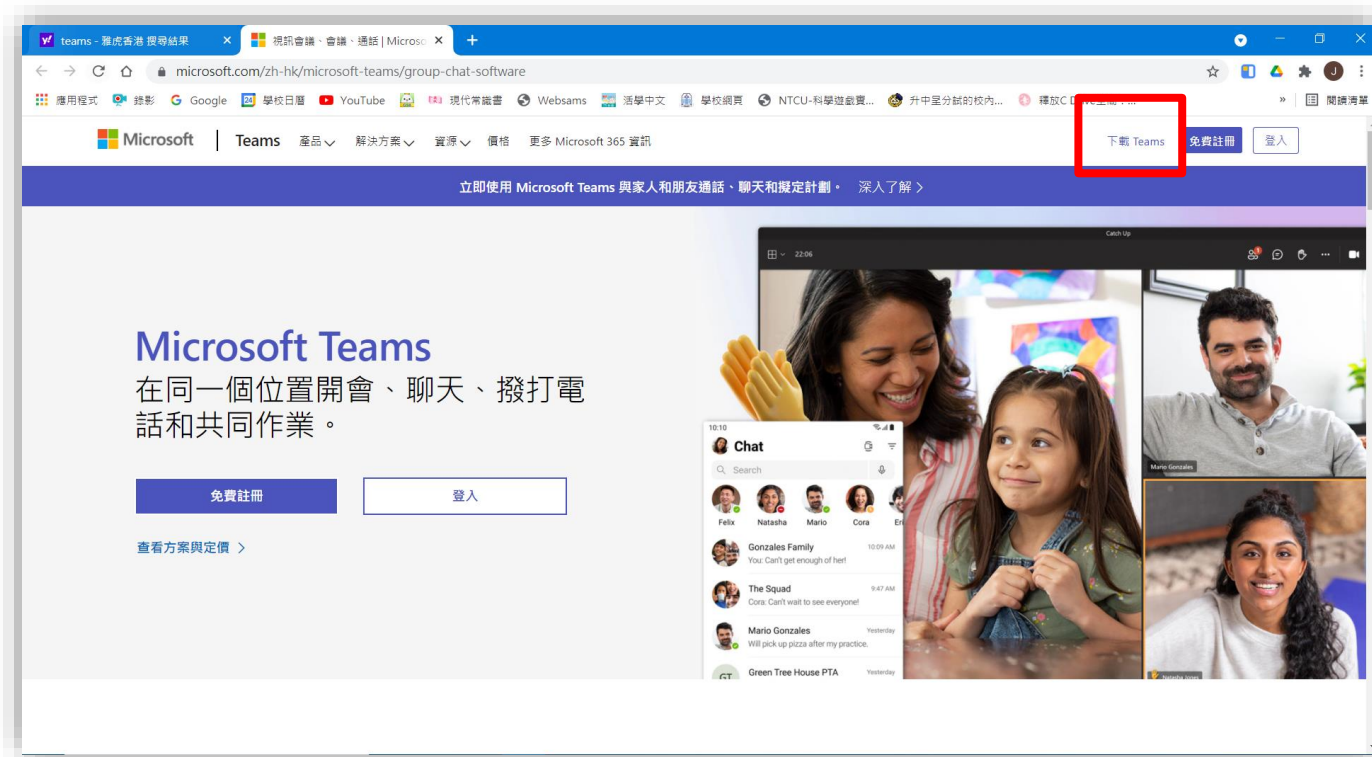 teams - 雅虎香港 搜尋結果
視訊會議、會議、通話 | Microso
microsoft.com/zh-hk/microsoft-teams/group-chat-software
J
應用程式 錄影 Google 學校日曆 YouTube 現代常識書 Websams 活學中文 學校網頁 NTCU-科學遊戲實... 升中呈分試的校內... 釋放C D » 閱讀清單
Microsoft Teams 產品 解決方案 資源 價格 更多 Microsoft 365 資訊 下載 Teams 免費註冊 登入
立即使用 Microsoft Teams 與家人和朋友通話、聊天和擬定計劃。 深入了解 >
Catch Up
22:06
Microsoft Teams
在同一個位置開會、聊天、撥打電
話和共同作業。
免費註冊 登入
查看方案與定價 >
10:10
Chat
Search
Felix Natasha Mario Cora Eri
Gonzales Family 10:09 AM
You: Can't get enough of her!
The Squad 9:47 AM
Cora: Can't wait to see everyone!
Mario Gonzales Yesterday
Will pick up pizza after my practice.
GT Green Tree House PTA Yesterday
Mario Gonzales
Natasha Jones